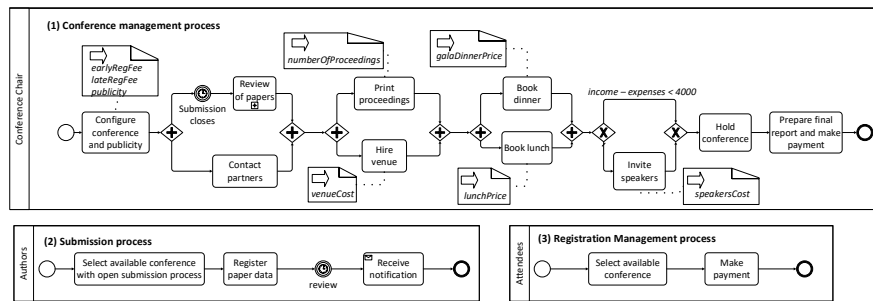 (1) Conference management process
earlyRegFee
lateRegFee
publicity
numberOfProceedings
galaDinnerPrice
Conference Chair
Configure
conference
and publicity
Submission
closes
Review
of papers
Contact
partners
Print
proceedings
Hire
venue
venueCost
Book
dinner
Book lunch
lunchPrice
income – expenses < 4000
Invite
speakers
speakersCost
Hold
conference
Prepare final
report and make
payment
(2) Submission process
Authors
Select available conference
with open submission process
Register
paper data
review
Receive
notification
(3) Registration Management process
Attendees
Select available
conference
Make
payment